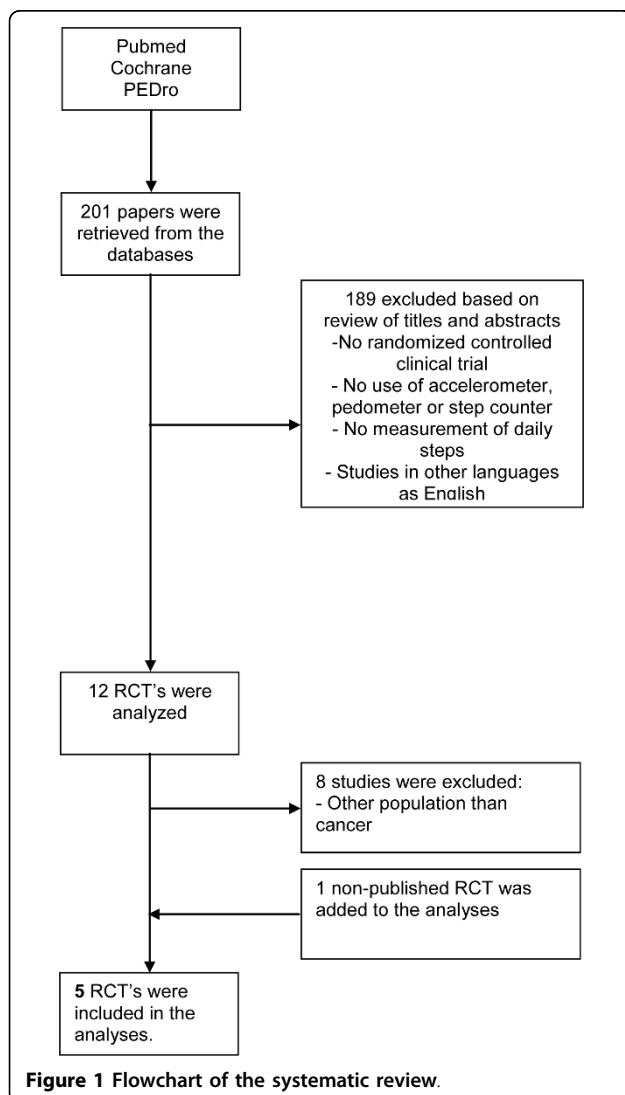 Pubmed
Cochrane
PEDro
201 papers were
retrieved from the
databases
189 excluded based on
review of titles and abstracts
-No randomized controlled
clinical trial
- No use of accelerometer,
pedometer or step counter
- No measurement of daily
steps
- Studies in other languages
as English
12 RCT's were
analyzed
8 studies were excluded:
- Other population than
cancer
1 non-published RCT was
added to the analyses
5 RCT's were
included in the
analyses.
Figure 1 Flowchart of the systematic review.